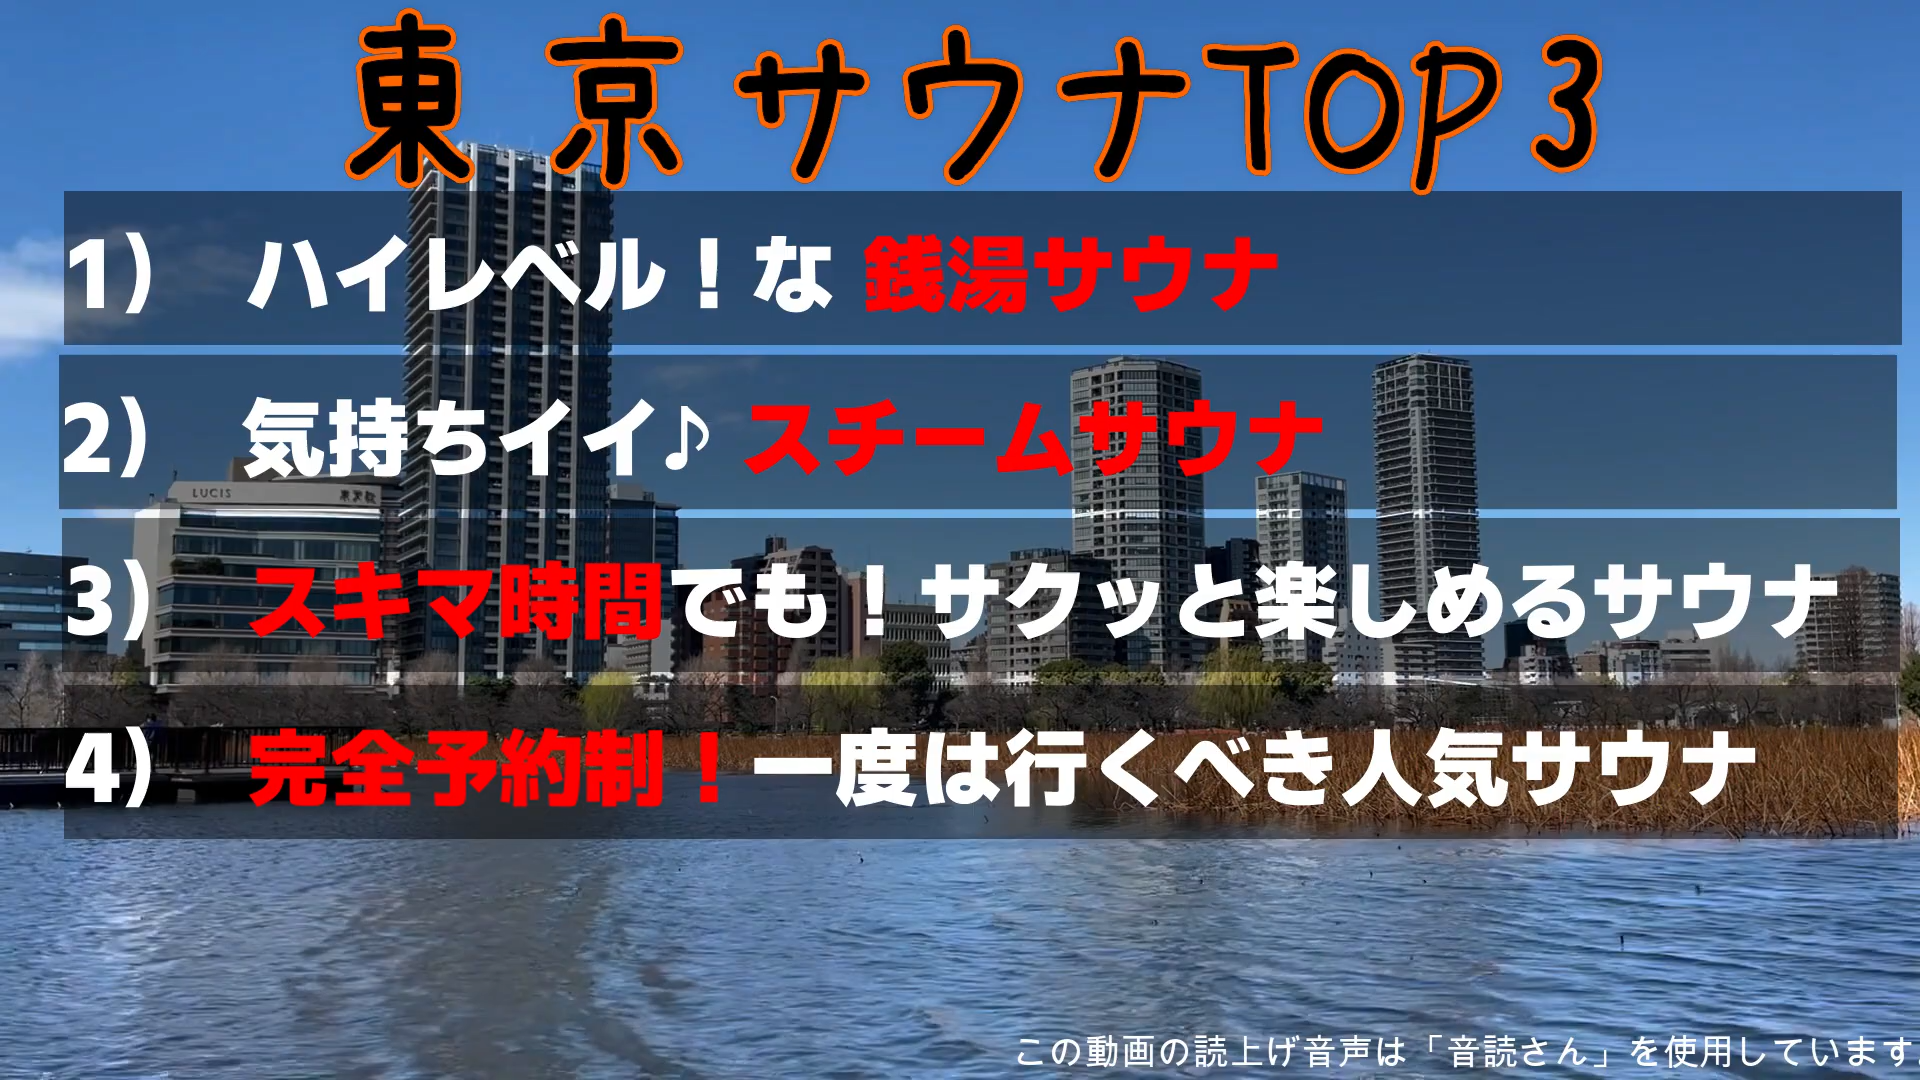 東京サウナTOP3
1) ハイレベル！な 銭湯サウナ
2) 気持ちイイ♪ スチームサウナ
LUCIS 東天紅
3) スキマ時間でも！サクッと楽しめるサウナ
4) 完全予約制！一度は行くべき人気サウナ
この動画の読上げ音声は「音読さん」を使用しています。